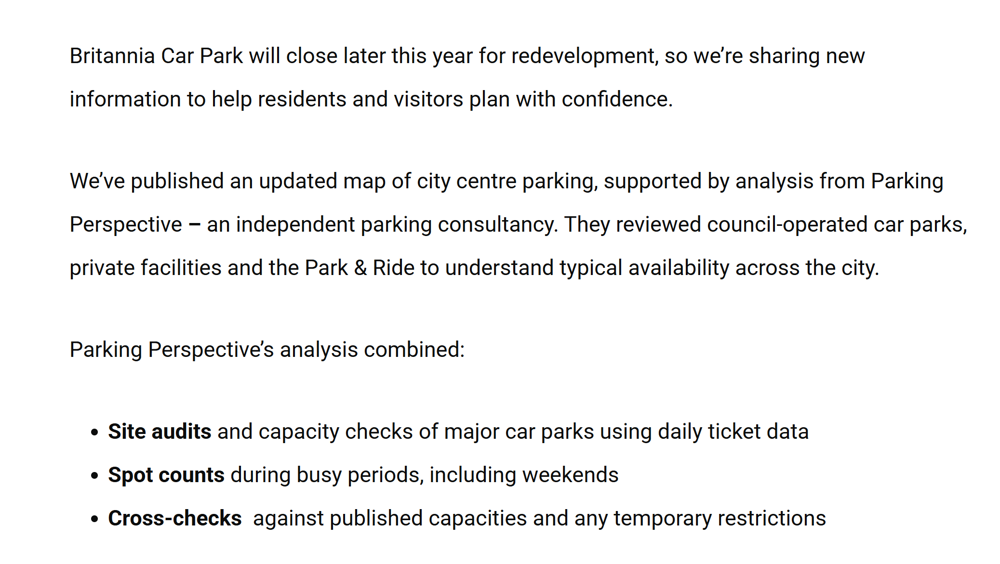 Britannia Car Park will close later this year for redevelopment, so we’re sharing new
information to help residents and visitors plan with confidence.
We’ve published an updated map of city centre parking, supported by analysis from Parking
Perspective – an independent parking consultancy. They reviewed council-operated car parks,
private facilities and the Park & Ride to understand typical availability across the city.
Parking Perspective’s analysis combined:
• Site audits and capacity checks of major car parks using daily ticket data
• Spot counts during busy periods, including weekends
• Cross-checks  against published capacities and any temporary restrictions